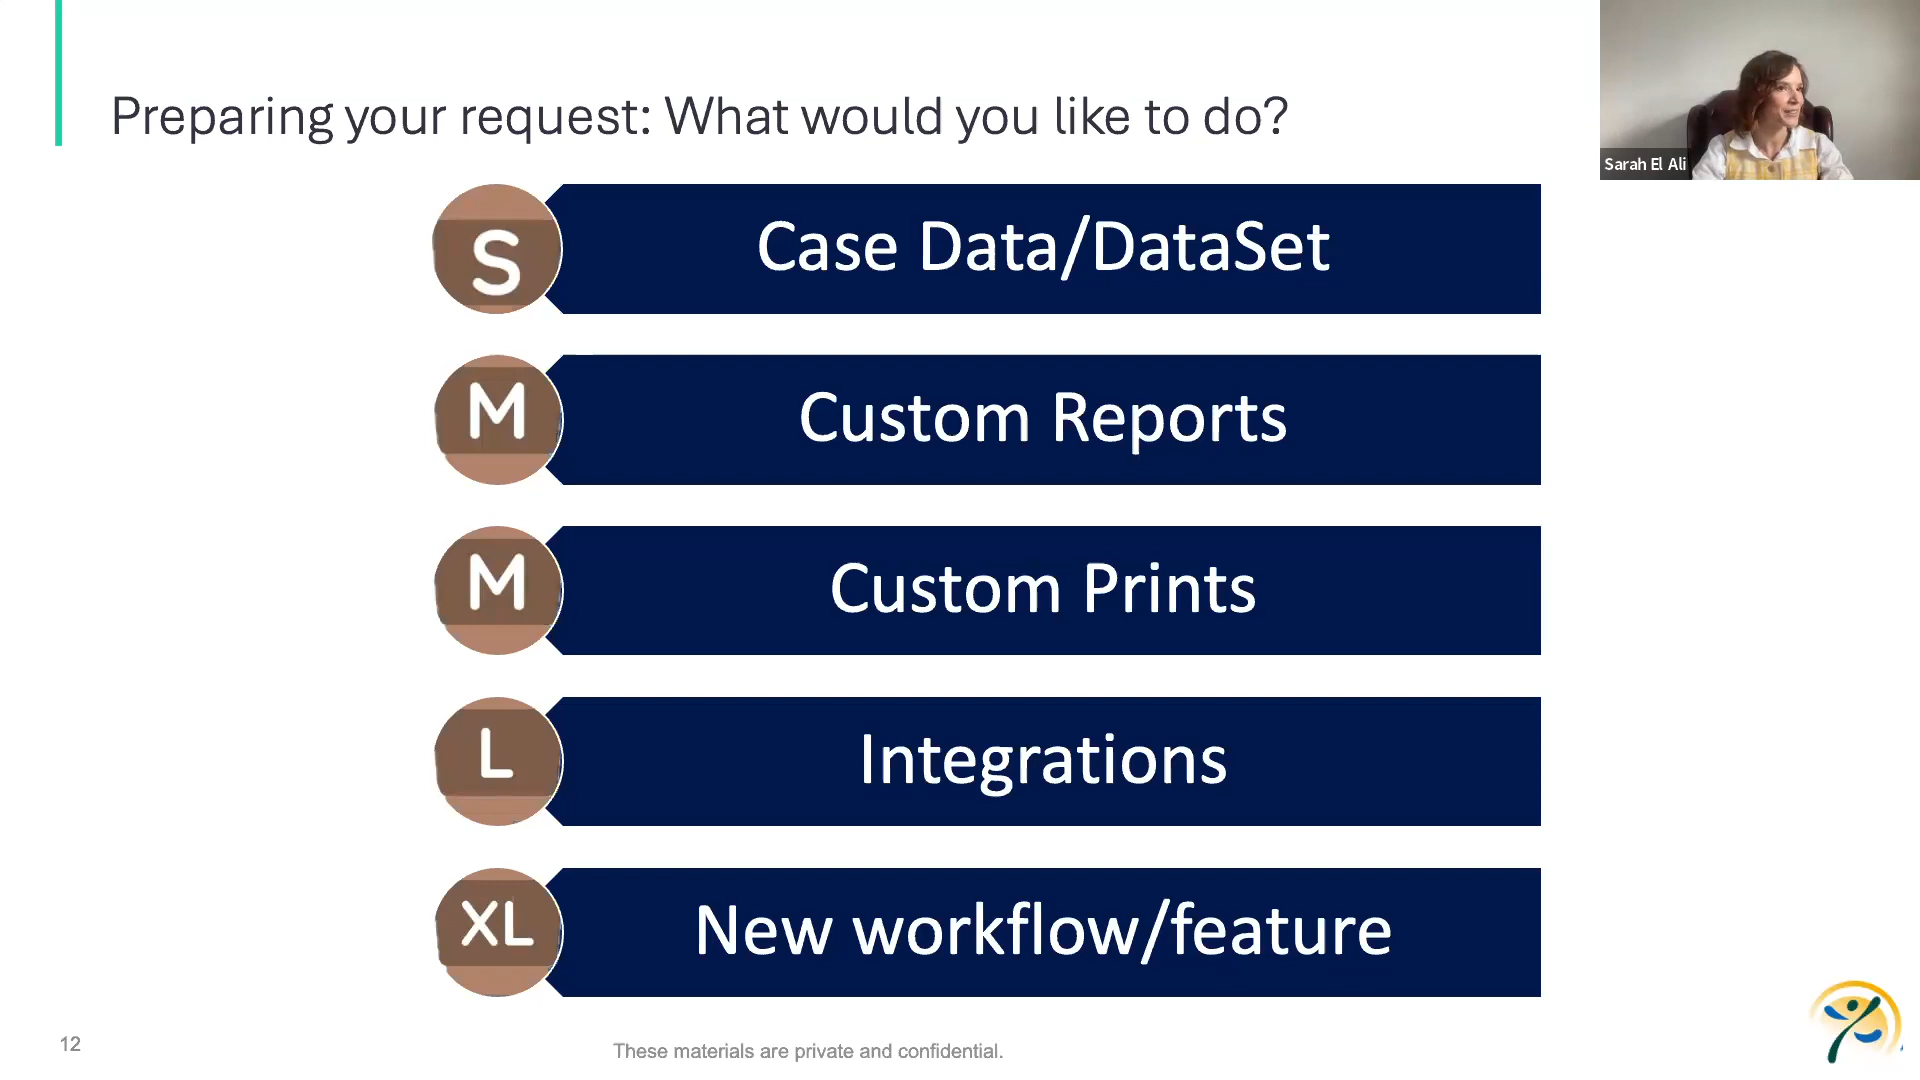 Preparing your request: What would you like to do?
Sarah El Ali
S
Case Data/DataSet
M
Custom Reports
M
Custom Prints
L
Integrations
XL
New workflow/feature
12
These materials are private and confidential.